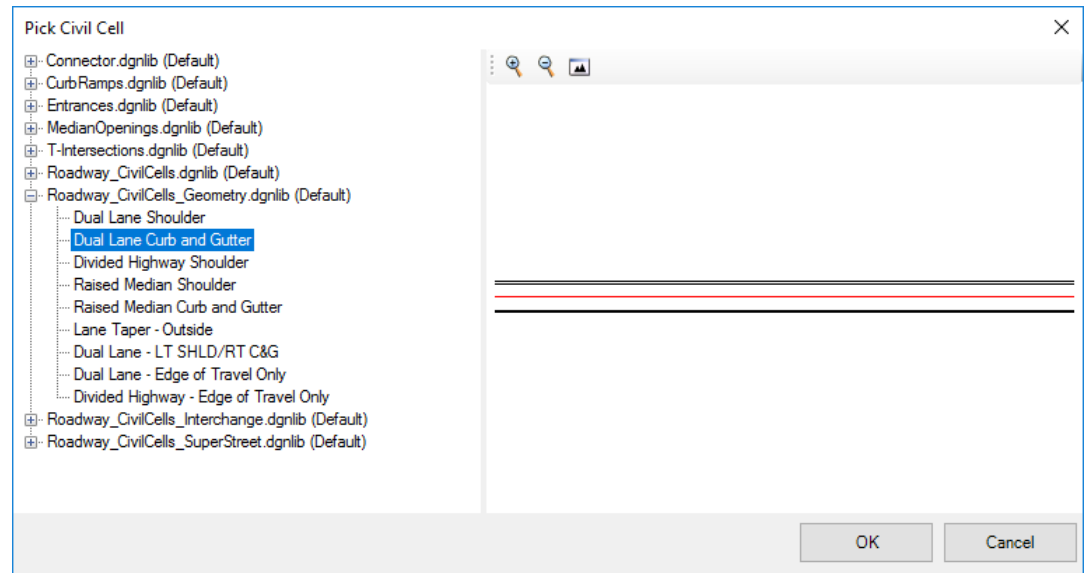 Pick Civil Cell
Connector.dgnlib (Default)
CurbRamps.dgnlib (Default)
Entrances.dgnlib (Default)
MedianOpenings.dgnlib (Default)
T-Intersections.dgnlib (Default)
Roadway_CivilCells.dgnlib (Default)
Roadway_CivilCells_Geometry.dgnlib (Default)
Dual Lane Shoulder
Dual Lane Curb and Gutter
Divided Highway Shoulder
Raised Median Shoulder
Raised Median Curb and Gutter
Lane Taper - Outside
Dual Lane - LT SHLD/RT C&G
Dual Lane - Edge of Travel Only
Divided Highway - Edge of Travel Only
Roadway_CivilCells_Interchange.dgnlib (Default)
Roadway_CivilCells_SuperStreet.dgnlib (Default)
OK Cancel